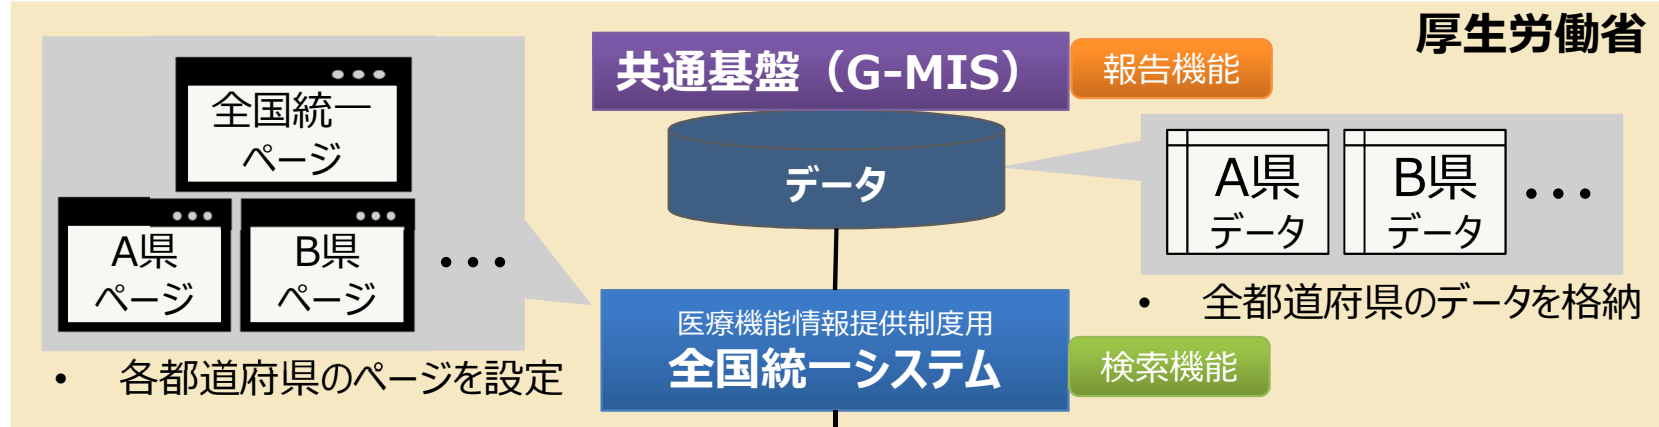 厚生労働省
共通基盤（G-MIS）
報告機能
全国統一
ページ
A県
ページ
B県
ページ
・・・
データ
A県
データ
B県
データ
・・・
• 全都道府県のデータを格納
• 各都道府県のページを設定
医療機能情報提供制度用
全国統一システム
検索機能